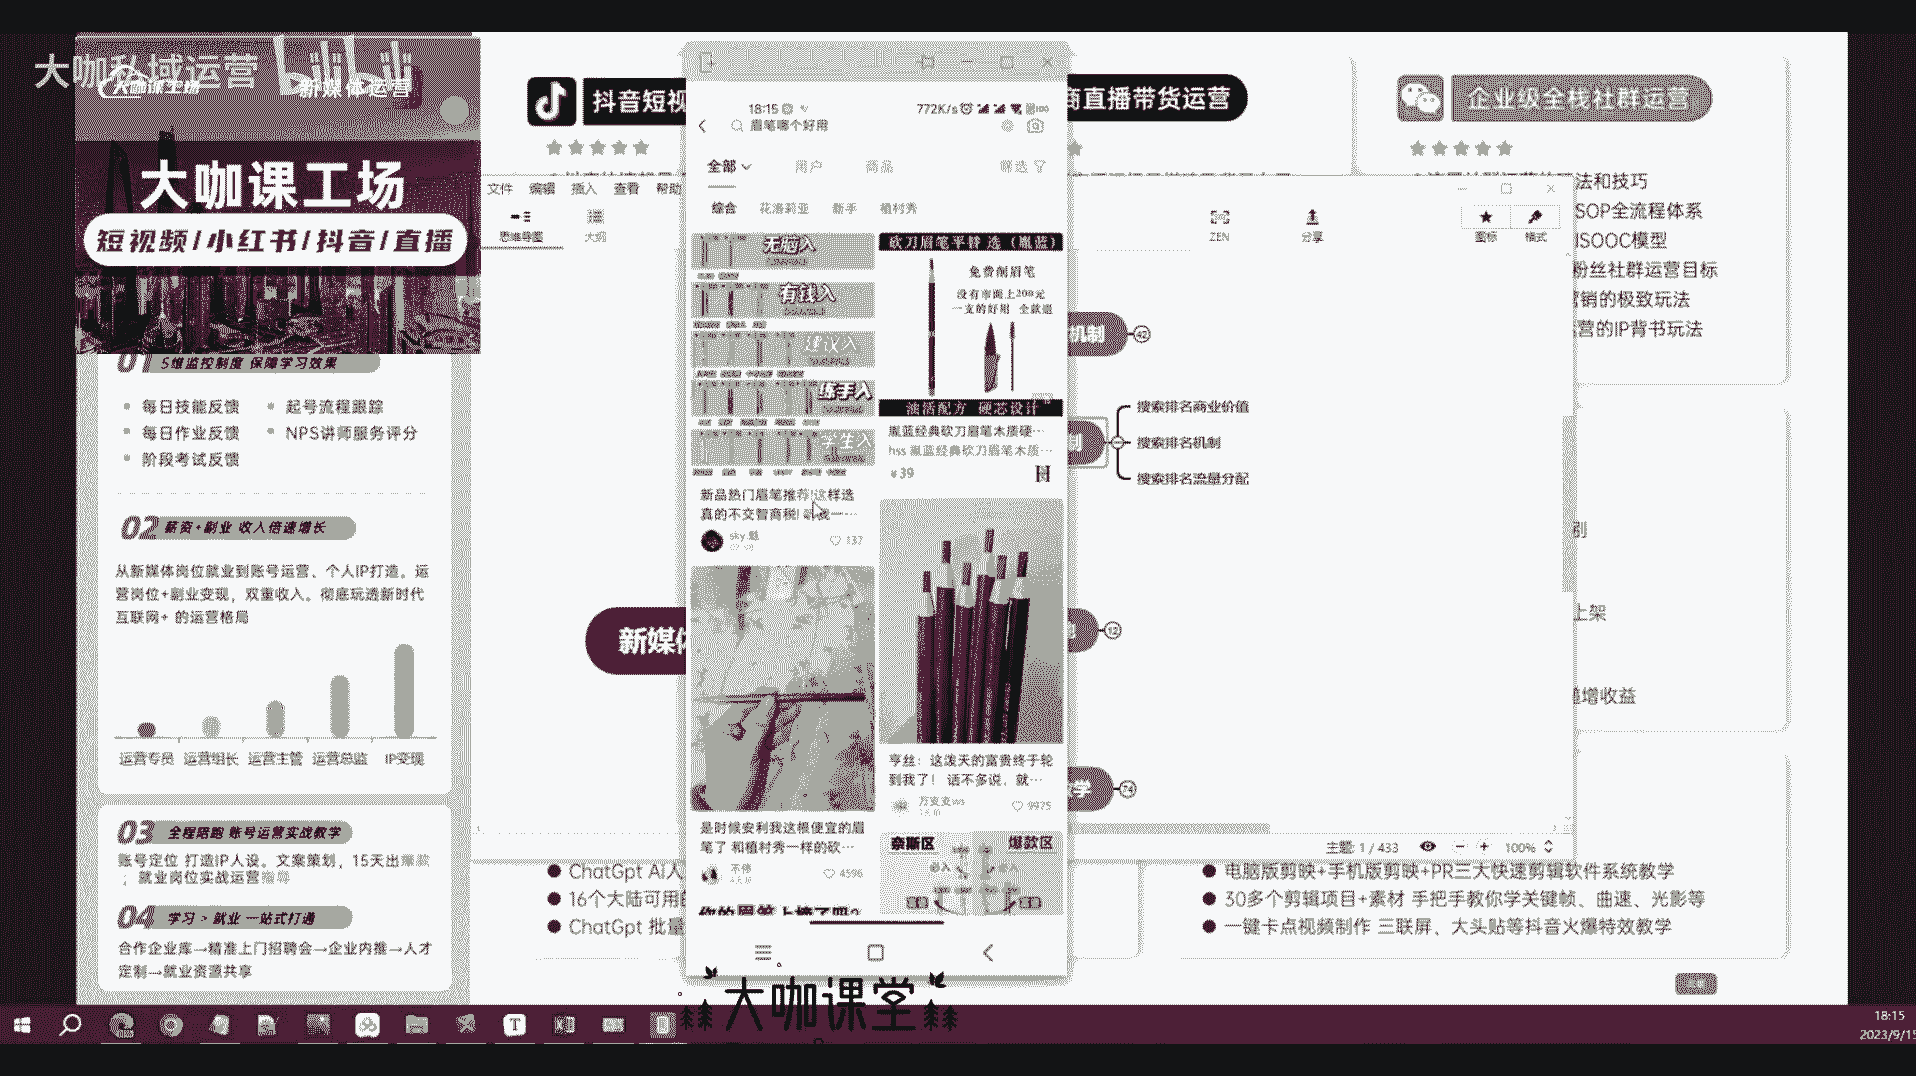 大咖私域运营
bilibili
大咖课工场
新媒体运营
大咖课工场
短视频/小红书/抖音/直播
01 5维监控制度 保障学习效果
每日技能反馈
起号流程跟踪
每日作业反馈
NPS讲师服务评分
阶段考试反馈
02 薪资+副业 收入倍速增长
从新媒体岗位就业到账号运营、个人IP打造。运
营岗位+副业变现，双重收入。彻底玩透新时代
互联网+ 的运营格局
运营专员 运营组长 运营主管 运营总监 IP变现
03 全程陪跑 账号运营实战教学
账号定位 打造IP人设。文案策划，15天出爆款
；就业岗位实战运营指导
04 学习 > 就业 一站式打通
合作企业库→精准上门招聘会→企业内推→人才
定制→就业资源共享
抖音短视
商直播带货运营
企业级全栈社群运营
法和技巧
SOP全流程体系
ISOOC模型
粉丝社群运营目标
营销的极致玩法
营的IP背书玩法
文件 编辑 插入 查看 帮助
思维导图
大纲
ZEN
分享
图标
格式
机制
42
搜索排名商业价值
搜索排名机制
搜索排名流量分配
制
新媒体
12
学
74
别
上架
增收益
主题: 1 / 433
100%
18:15
772K/s
100
眉笔哪个好用
全部
用户
商品
筛选
综合
花洛莉亚
新手
植村秀
无脑入
有钱入
建议入
练手入
学生入
新品热门眉笔推荐!这样选
真的不交智商税! 听我一…
sky.魅
137
砍刀眉笔平替 选（胤蓝）
免费削眉笔
没有市面上200元
一支的好用 全款退
油活配方 硬芯设计
胤蓝经典砍刀眉笔木质硬…
hss 胤蓝经典砍刀眉笔木质…
¥39
亨丝：这泼天的富贵终于轮
到我了！ 话不多说，就…
万支支ws
9975
是时候安利我这根便宜的眉
笔了 和植村秀一样的砍…
不停
4596
你的眉笔上榜了吗?
奈斯区
爆款区
ChatGpt AI人
16个大陆可用的
ChatGpt 批量
电脑版剪映+手机版剪映+PR三大快速剪辑软件系统教学
30多个剪辑项目+素材 手把手教你学关键帧、曲速、光影等
一键卡点视频制作 三联屏、大头贴等抖音火爆特效教学
大咖课堂
18:15
2023/9/15